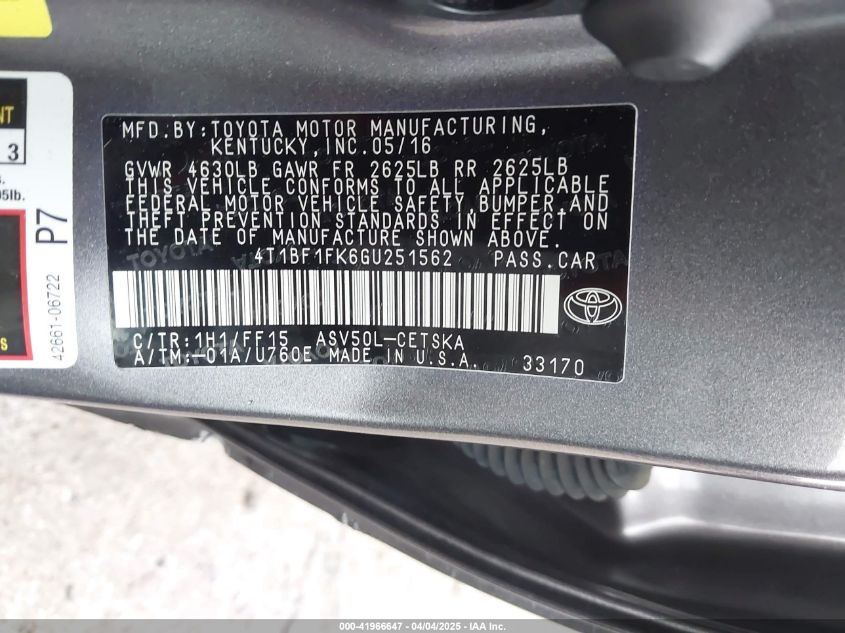 NT
3
s.
05lb.
S
P7
42661-06722
MFD.BY:TOYOTA MOTOR MANUFACTURING,
KENTUCKY,INC.05/16
GVWR 4630LB GAWR FR 2625LB RR 2625LB
THIS VEHICLE CONFORMS TO ALL APPLICABLE
FEDERAL MOTOR VEHICLE SAFETY,BUMPER,AND
THEFT PREVENTION STANDARDS IN EFFECT ON
THE DATE OF MANUFACTURE SHOWN ABOVE.
4T1BF1FK6GU251562 PASS.CAR
C/TR:1H1/FF15 ASV50L-CETSKA
A/TM:-01A/U760E MADE IN U.S.A. 33170
000-41966647 - 04/04/2025 - IAA Inc.